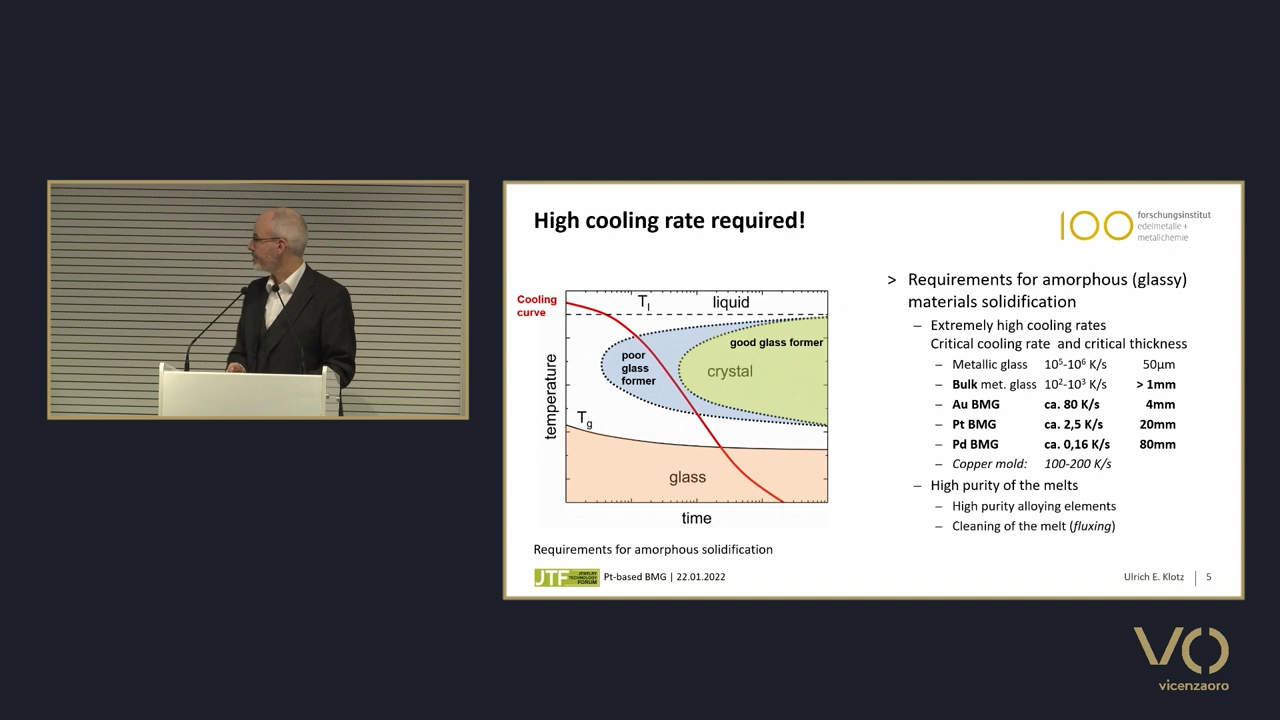 High cooling rate required!
100 forschungsinstitut
edelmetalle +
metallchemie
Cooling
curve
Tl
liquid
good glass former
poor
glass
former
crystal
temperature
Tg
glass
time
Requirements for amorphous solidification
> Requirements for amorphous (glassy)
materials solidification
– Extremely high cooling rates
Critical cooling rate and critical thickness
– Metallic glass 10⁵-10⁶ K/s 50µm
– Bulk met. glass 10²-10³ K/s > 1mm
– Au BMG ca. 80 K/s 4mm
– Pt BMG ca. 2,5 K/s 20mm
– Pd BMG ca. 0,16 K/s 80mm
– Copper mold: 100-200 K/s
– High purity of the melts
– High purity alloying elements
– Cleaning of the melt (fluxing)
JTF JEWELRY TECHNOLOGY FORUM Pt-based BMG | 22.01.2022
Ulrich E. Klotz | 5
VO
vicenzaoro